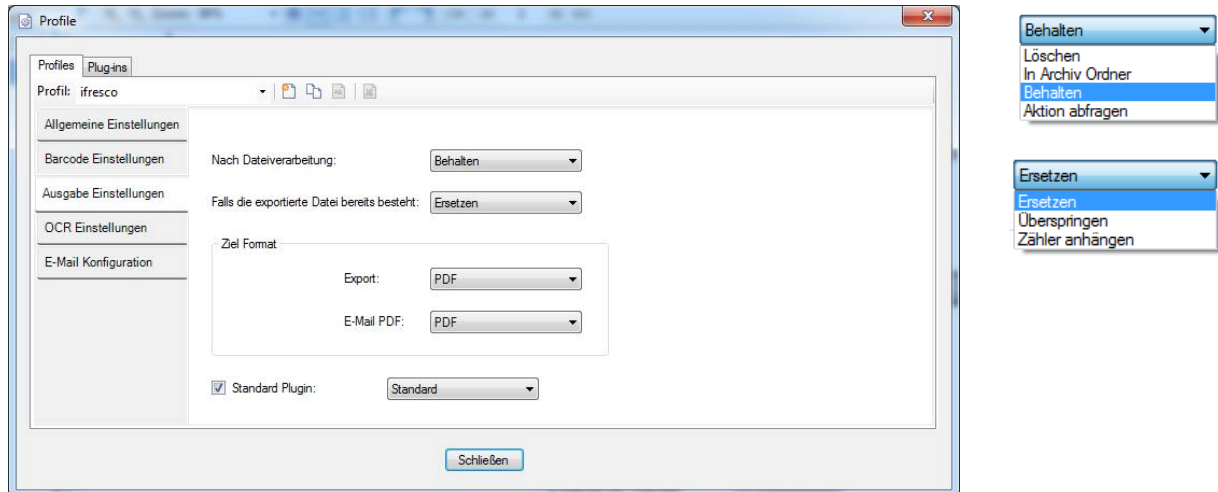 Profile
Profiles Plug-ins
Profil: ifresco
Allgemeine Einstellungen
Barcode Einstellungen
Ausgabe Einstellungen
OCR Einstellungen
E-Mail Konfiguration
Nach Dateiverarbeitung: Behalten
Falls die exportierte Datei bereits besteht: Ersetzen
Ziel Format
Export: PDF
E-Mail PDF: PDF
Standard Plugin: Standard
Schließen
Behalten
Löschen
In Archiv Ordner
Behalten
Aktion abfragen
Ersetzen
Ersetzen
Überspringen
Zähler anhängen